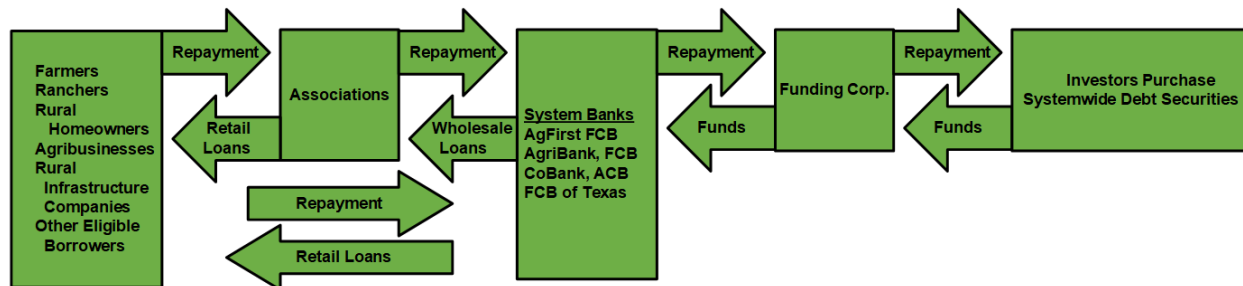 Farmers
Ranchers
Rural
Homeowners
Agribusinesses
Rural
Infrastructure
Companies
Other Eligible
Borrowers
Repayment
Retail
Loans
Associations
Repayment
Wholesale
Loans
Repayment
Retail Loans
System Banks
AgFirst FCB
AgriBank, FCB
CoBank, ACB
FCB of Texas
Repayment
Funds
Funding Corp.
Repayment
Funds
Investors Purchase
Systemwide Debt Securities